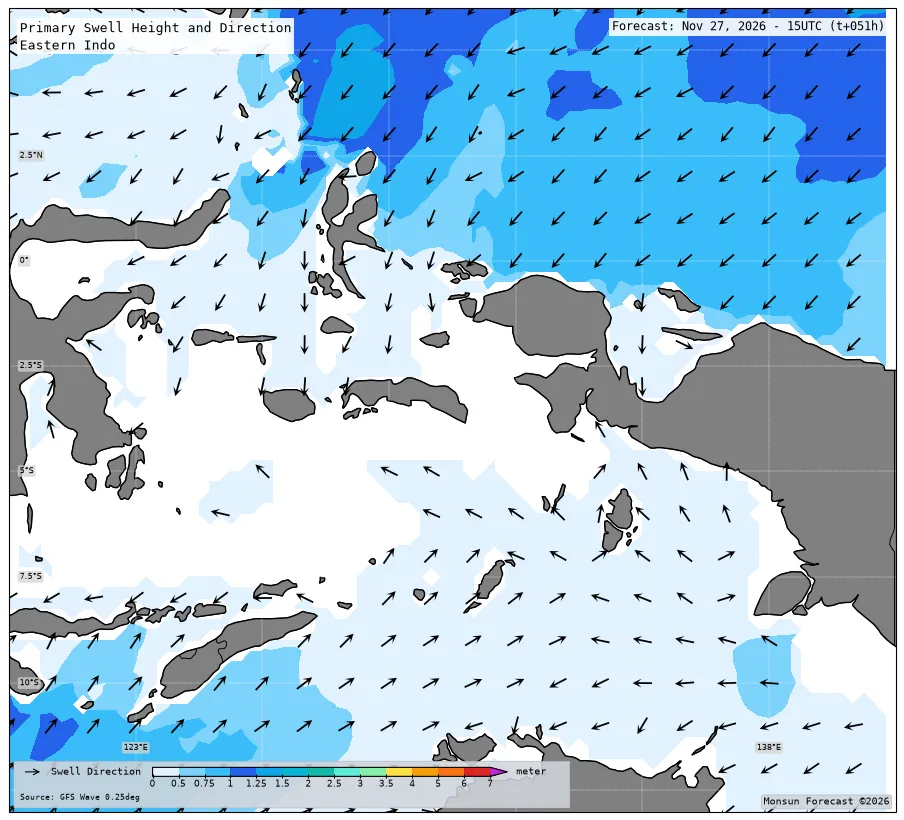 Primary Swell Height and Direction
Eastern Indo
Forecast: Nov 27, 2026 - 15UTC (t+051h)
2.5°N
0°
2.5°S
5°S
7.5°S
10°S
123°E
138°E
Swell Direction
0 0.5 0.75 1 1.25 1.5 2 2.5 3 3.5 4 5 6 7
meter
Source: GFS Wave 0.25deg
Monsun Forecast ©2026